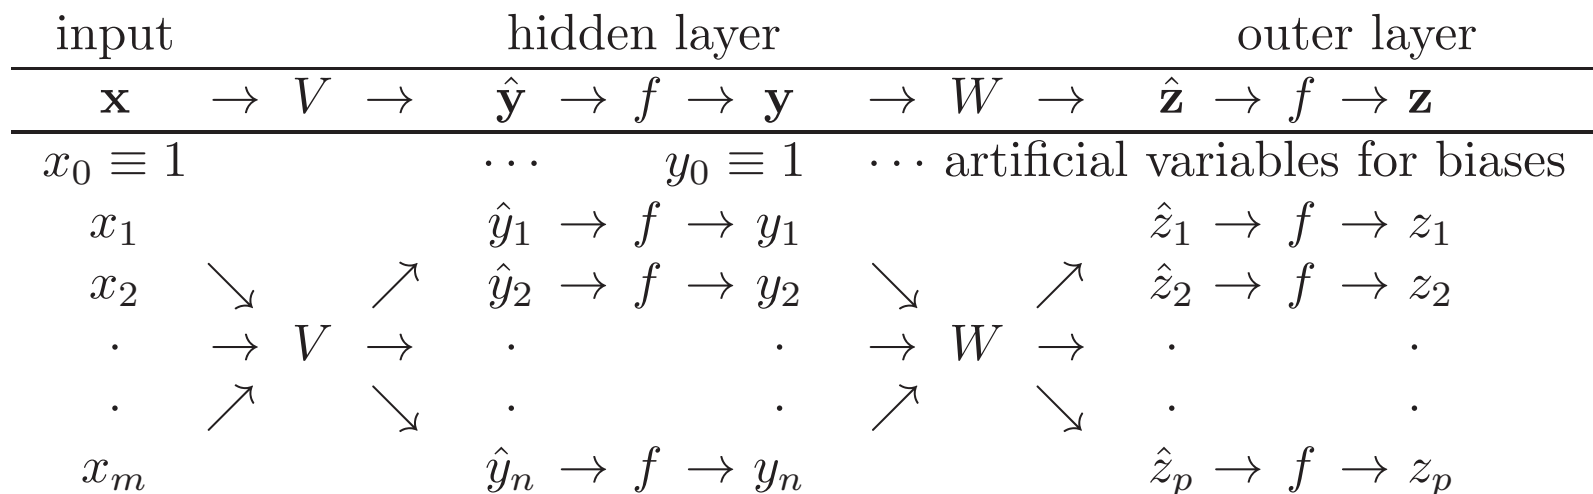 input hidden layer outer layer
x → V → ŷ → f → y → W → ẑ → f → z
x₀ ≡ 1 ⋯ y₀ ≡ 1 ⋯ artificial variables for biases
x₁ ŷ₁ → f → y₁ ẑ₁ → f → z₁
x₂ ↘ ↗ ŷ₂ → f → y₂ ↘ ↗ ẑ₂ → f → z₂
· → V → · · → W → · ·
· ↗ ↘ · · ↗ ↘ · ·
xₘ ŷₙ → f → yₙ ẑₚ → f → zₚ